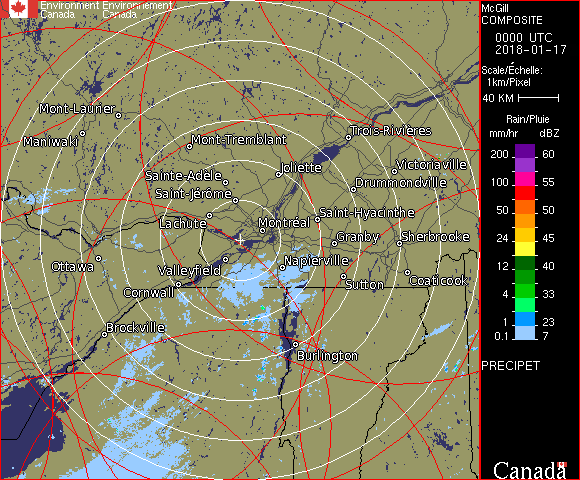 Environment Environnement
Canada Canada
McGill
COMPOSITE
0000 UTC
2018-01-17
Scale/Échelle:
1km/Pixel
40 KM
Rain/Pluie
mm/hr dBZ
200 60
55
100 55
50 50
24 45
12 40
4 33
1 23
0.1 7
PRECIPET
Canada
Mont-Laurier
Maniwaki
Mont-Tremblant
Trois-Rivières
Joliette
Victoriaville
Sainte-Adèle
Drummondville
Saint-Jérôme
Saint-Hyacinthe
Lachute
Montréal
Granby
Sherbrooke
Ottawa
Valleyfield
Napierville
Cornwall
Sutton
Coaticook
Brockville
Burlington